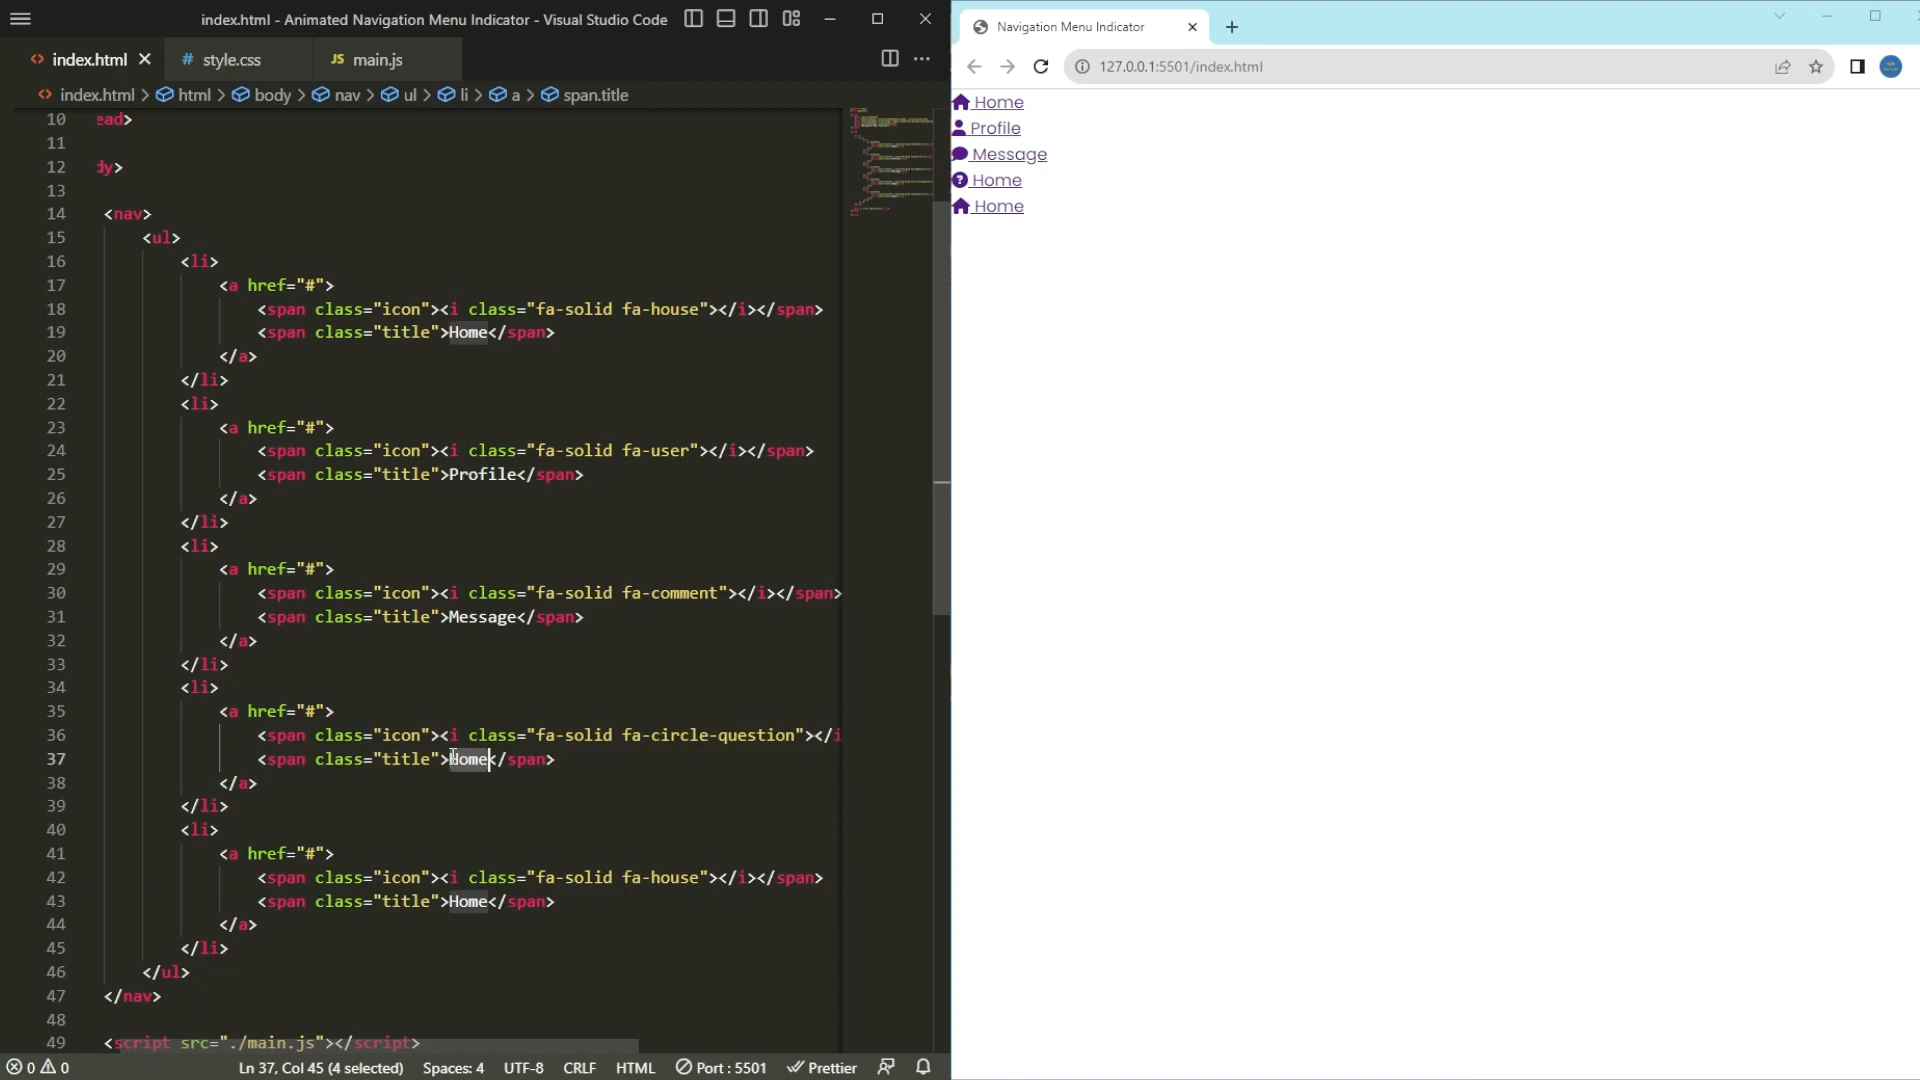 index.html - Animated Navigation Menu Indicator - Visual Studio Code
index.html
# style.css
JS main.js
index.html > html > body > nav > ul > li > a > span.title
10 ead>
11
12 dy>
13
14 <nav>
15 <ul>
16 <li>
17 <a href="#">
18 <span class="icon"><i class="fa-solid fa-house"></i></span>
19 <span class="title">Home</span>
20 </a>
21 </li>
22 <li>
23 <a href="#">
24 <span class="icon"><i class="fa-solid fa-user"></i></span>
25 <span class="title">Profile</span>
26 </a>
27 </li>
28 <li>
29 <a href="#">
30 <span class="icon"><i class="fa-solid fa-comment"></i></span>
31 <span class="title">Message</span>
32 </a>
33 </li>
34 <li>
35 <a href="#">
36 <span class="icon"><i class="fa-solid fa-circle-question"></i
37 <span class="title">Home</span>
38 </a>
39 </li>
40 <li>
41 <a href="#">
42 <span class="icon"><i class="fa-solid fa-house"></i></span>
43 <span class="title">Home</span>
44 </a>
45 </li>
46 </ul>
47 </nav>
48
49 <script src="./main.js"></script>
0 0 Ln 37, Col 45 (4 selected) Spaces: 4 UTF-8 CRLF HTML Port : 5501 Prettier
Navigation Menu Indicator
127.0.0.1:5501/index.html
Home
Profile
Message
Home
Home